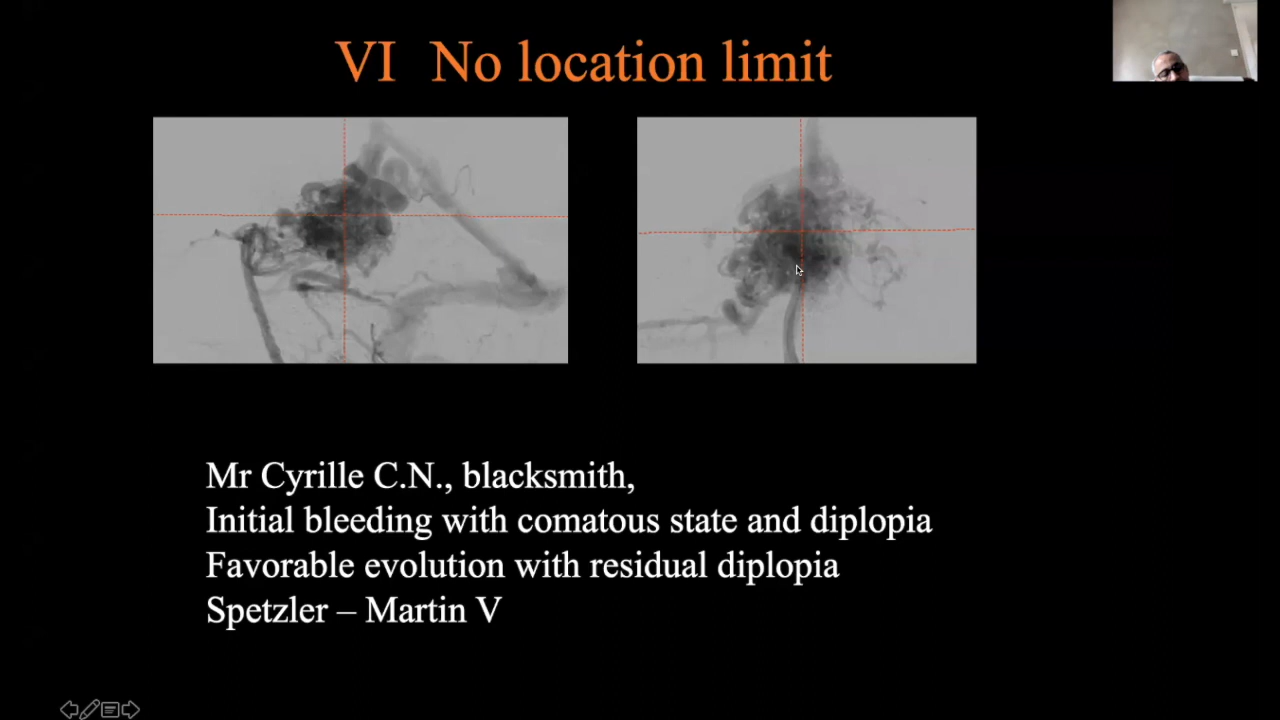 VI No location limit
Mr Cyrille C.N., blacksmith,
Initial bleeding with comatous state and diplopia
Favorable evolution with residual diplopia
Spetzler – Martin V